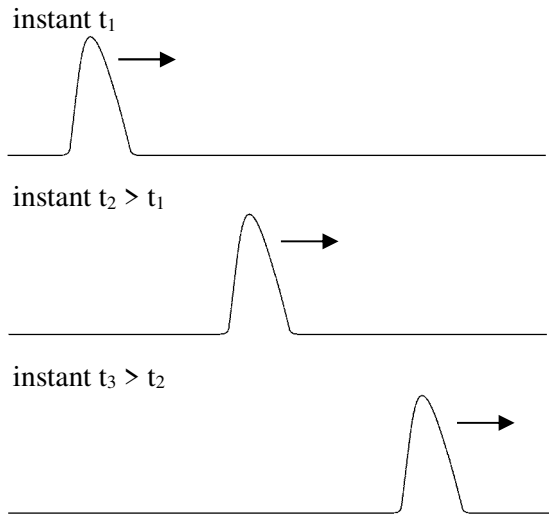 instant t₁
instant t₂ > t₁
instant t₃ > t₂